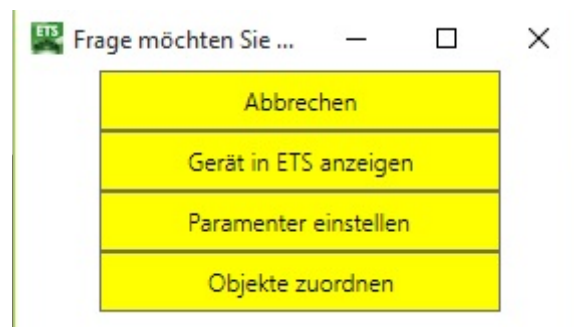 ETS
Frage möchten Sie ...
Abbrechen
Gerät in ETS anzeigen
Paramenter einstellen
Objekte zuordnen